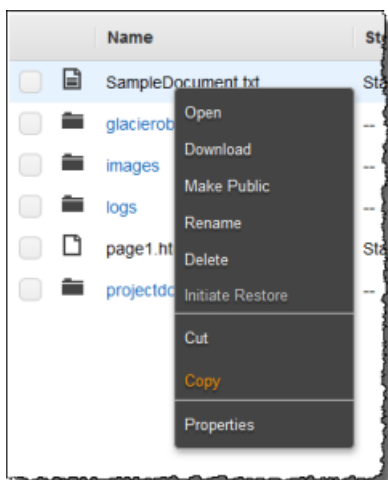 Name
SampleDocument.txt
Open
glacierob
Download
images
Make Public
logs
Rename
page1.ht
Delete
projectdo
Initiate Restore
Cut
Copy
Properties